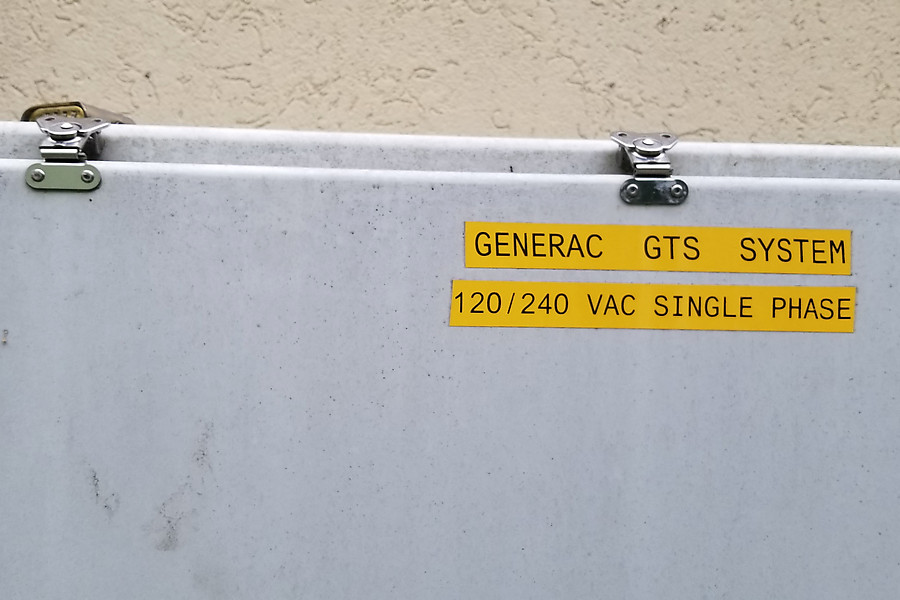 GENERAC GTS SYSTEM
120/240 VAC SINGLE PHASE